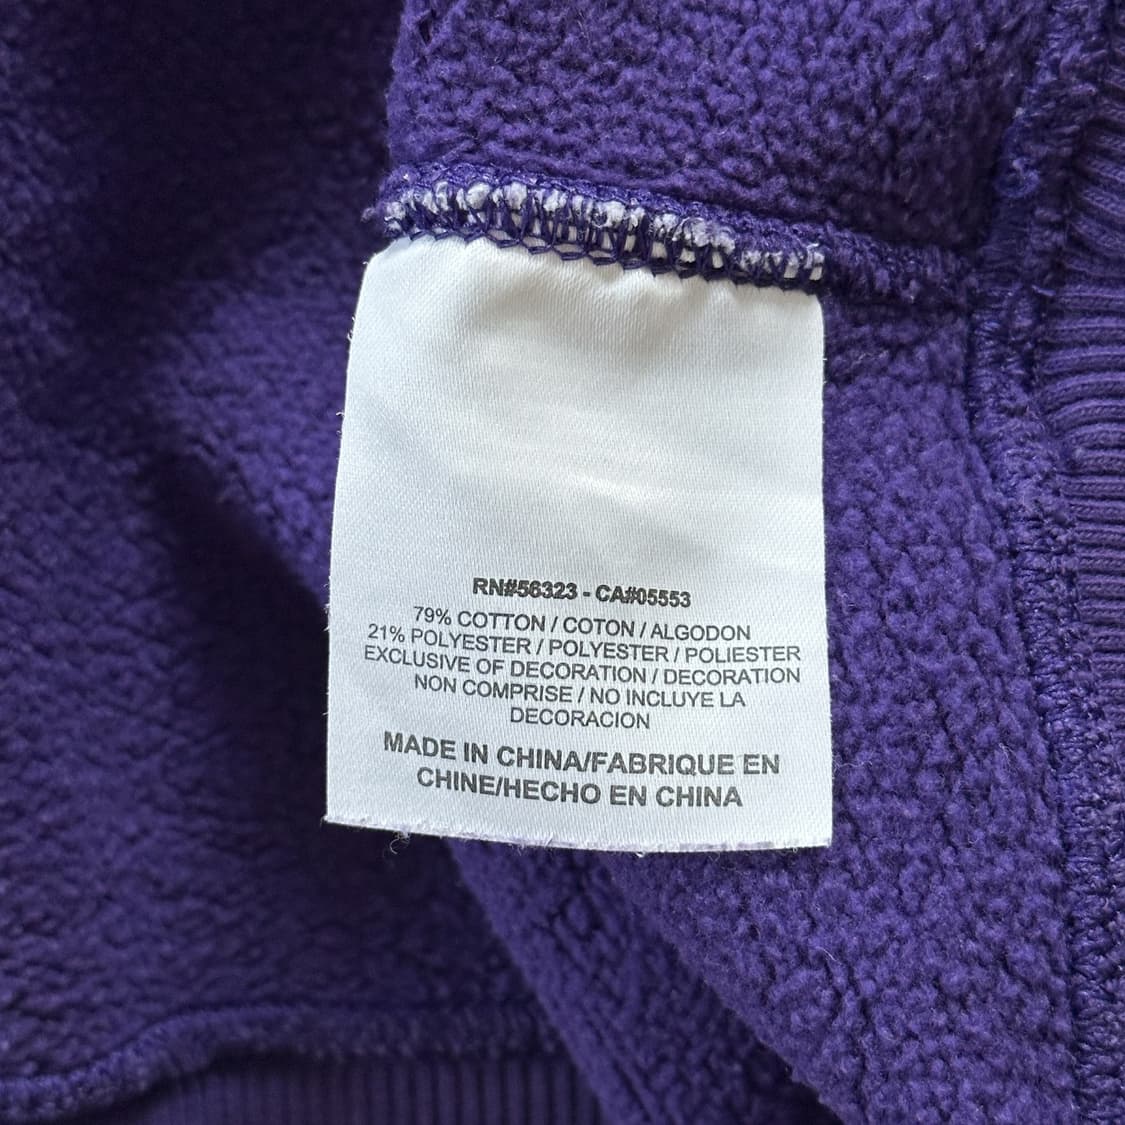 RN#56323 - CA#05553
79% COTTON / COTON / ALGODON
21% POLYESTER / POLYESTER / POLIESTER
EXCLUSIVE OF DECORATION / DECORATION
NON COMPRISE / NO INCLUYE LA
DECORACION
MADE IN CHINA/FABRIQUE EN
CHINE/HECHO EN CHINA